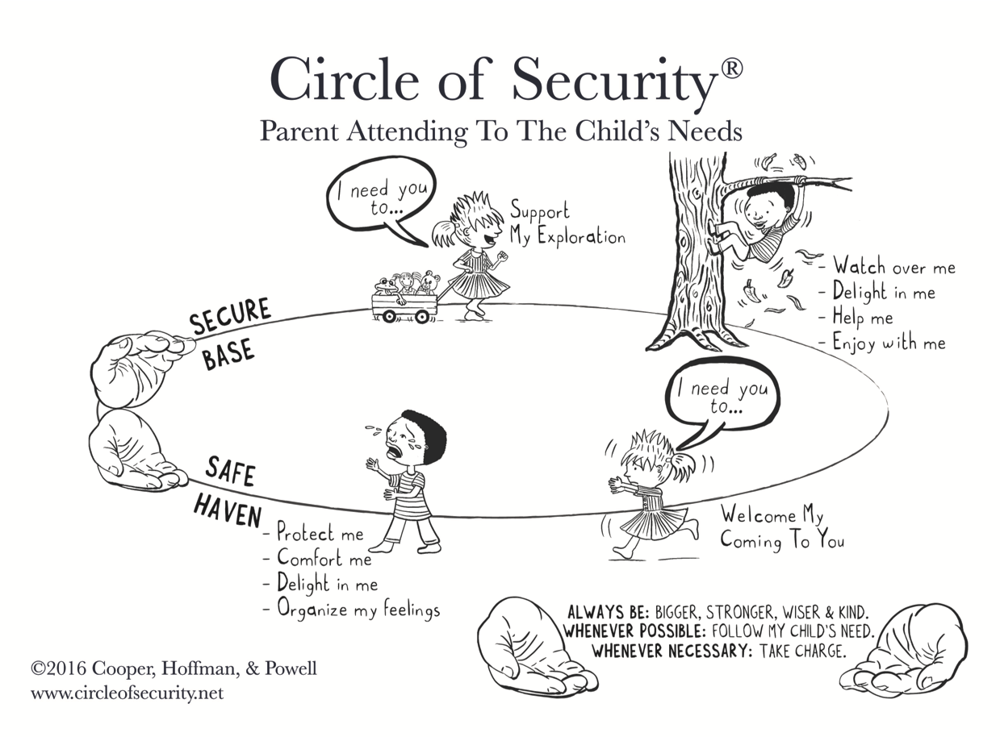 Circle of Security®
Parent Attending To The Child's Needs
I need you
to...
Support
My Exploration
- Watch over me
- Delight in me
- Help me
- Enjoy with me
SECURE
BASE
I need you
to...
SAFE
HAVEN
Welcome My
Coming To You
- Protect me
- Comfort me
- Delight in me
- Organize my feelings
ALWAYS BE: BIGGER, STRONGER, WISER & KIND.
WHENEVER POSSIBLE: FOLLOW MY CHILD'S NEED.
WHENEVER NECESSARY: TAKE CHARGE.
©2016 Cooper, Hoffman, & Powell
www.circleofsecurity.net